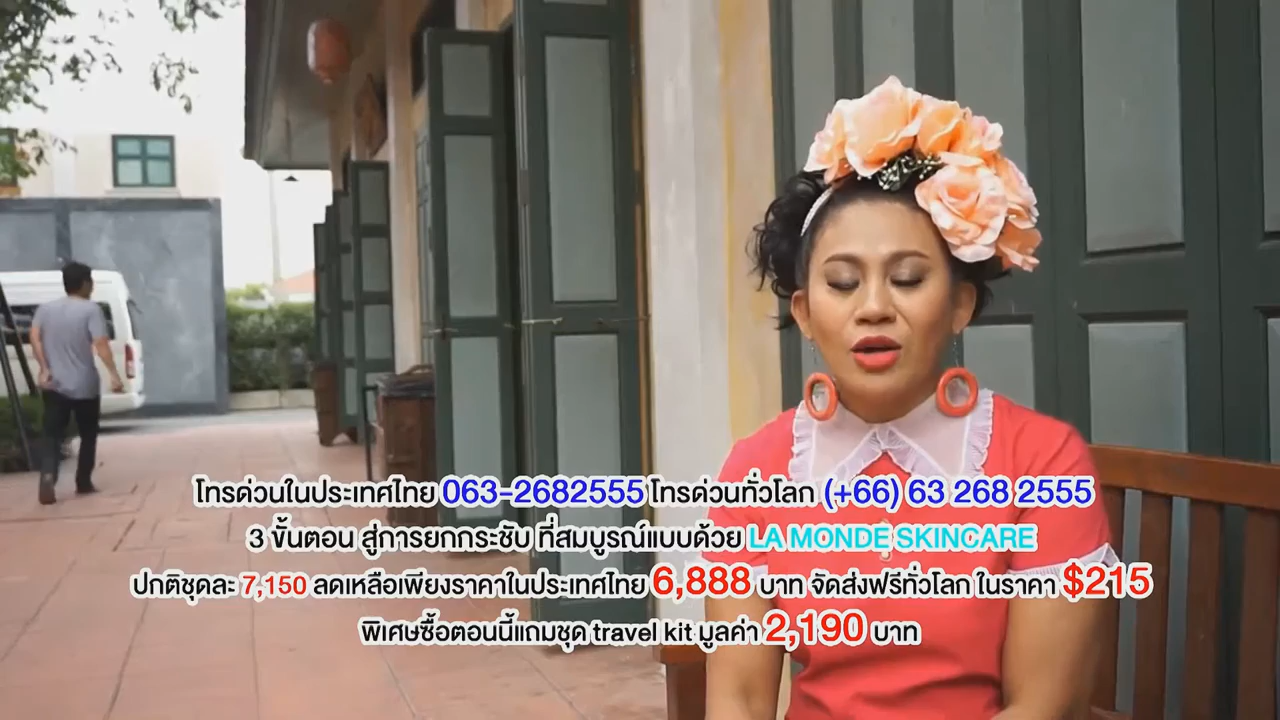 โทรด่วนในประเทศไทย 063-2682555 โทรด่วนทั่วโลก (+66) 63 268 2555
3 ขั้นตอน สู่การยกกระชับ ที่สมบูรณ์แบบด้วย LA MONDE SKINCARE
ปกติชุดละ 7,150 ลดเหลือเพียงราคาในประเทศไทย 6,888 บาท จัดส่งฟรีทั่วโลก ในราคา $215
พิเศษซื้อตอนนี้แถมชุด travel kit มูลค่า 2,190 บาท